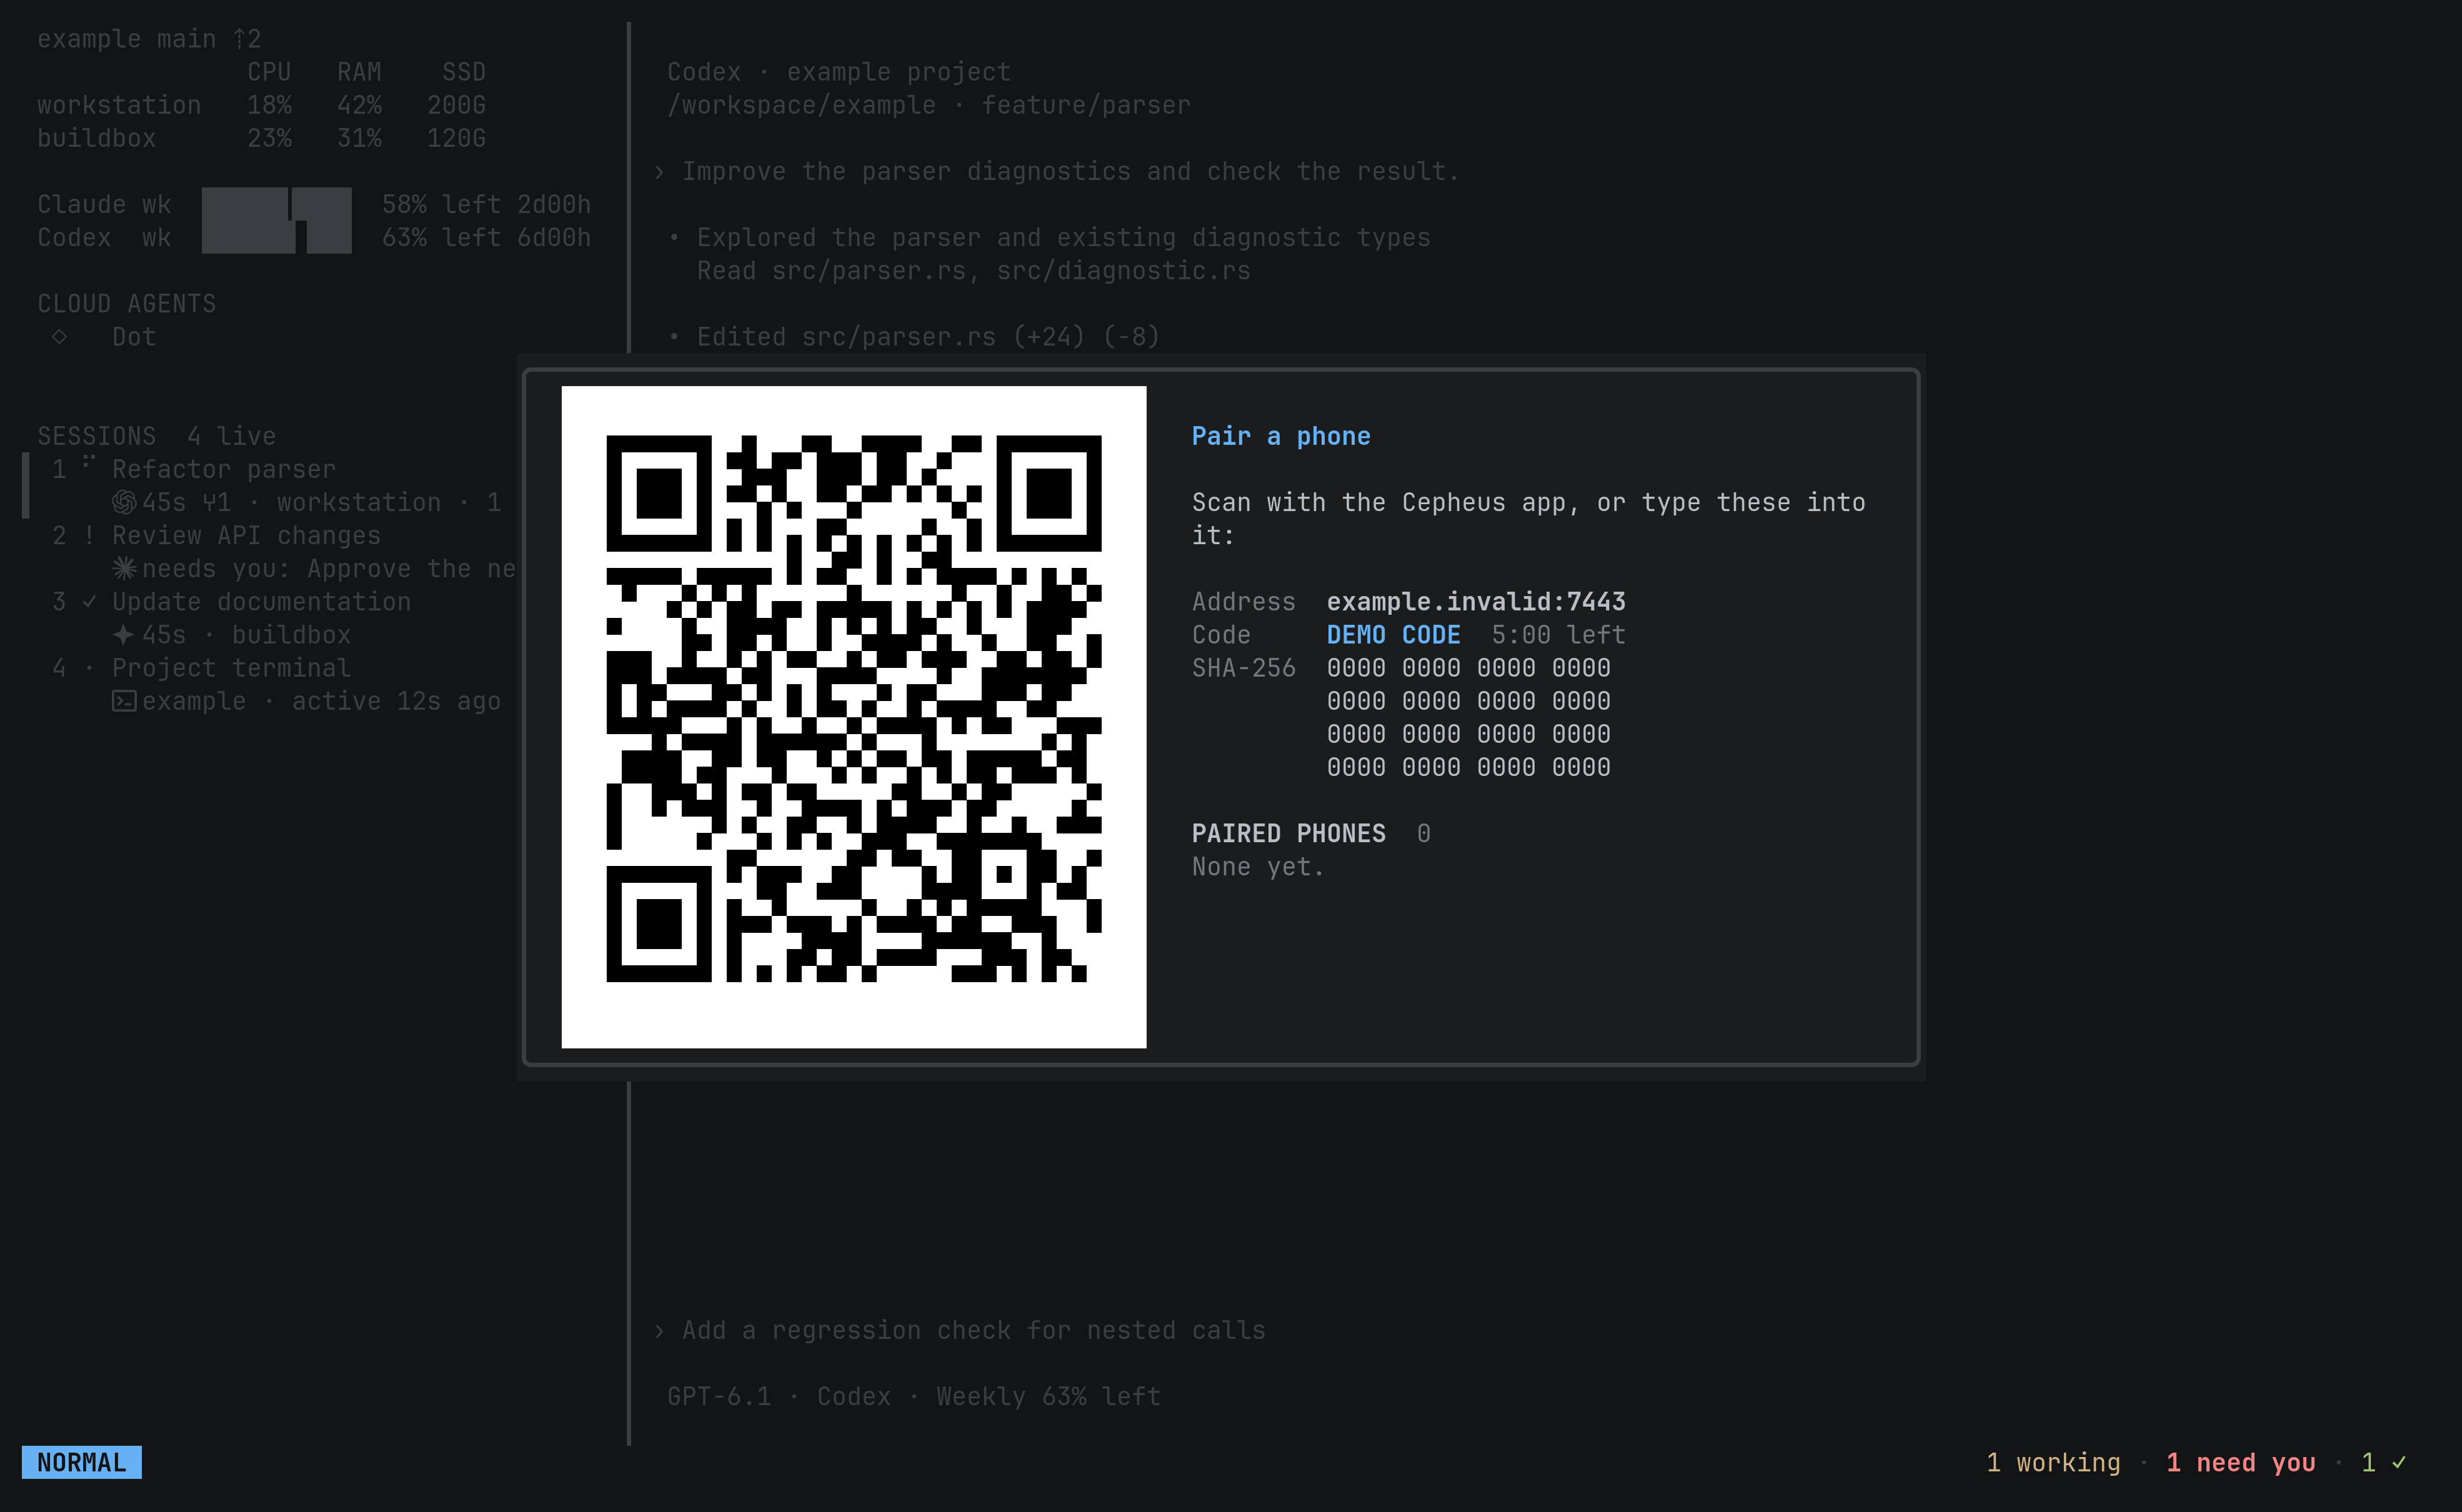 example main ⇡2
CPU RAM SSD
workstation 18% 42% 200G
buildbox 23% 31% 120G
Claude wk 58% left 2d00h
Codex wk 63% left 6d00h
CLOUD AGENTS
◇ Dot
SESSIONS 4 live
1 Refactor parser
45s 1 · workstation · 1
2 ! Review API changes
needs you: Approve the ne
3 ✓ Update documentation
45s · buildbox
4 · Project terminal
example · active 12s ago
Codex · example project
/workspace/example · feature/parser
› Improve the parser diagnostics and check the result.
• Explored the parser and existing diagnostic types
Read src/parser.rs, src/diagnostic.rs
• Edited src/parser.rs (+24) (-8)
Pair a phone
Scan with the Cepheus app, or type these into
it:
Address example.invalid:7443
Code DEMO CODE 5:00 left
SHA-256 0000 0000 0000 0000
0000 0000 0000 0000
0000 0000 0000 0000
0000 0000 0000 0000
PAIRED PHONES 0
None yet.
› Add a regression check for nested calls
GPT-6.1 · Codex · Weekly 63% left
NORMAL
1 working · 1 need you · 1 ✓